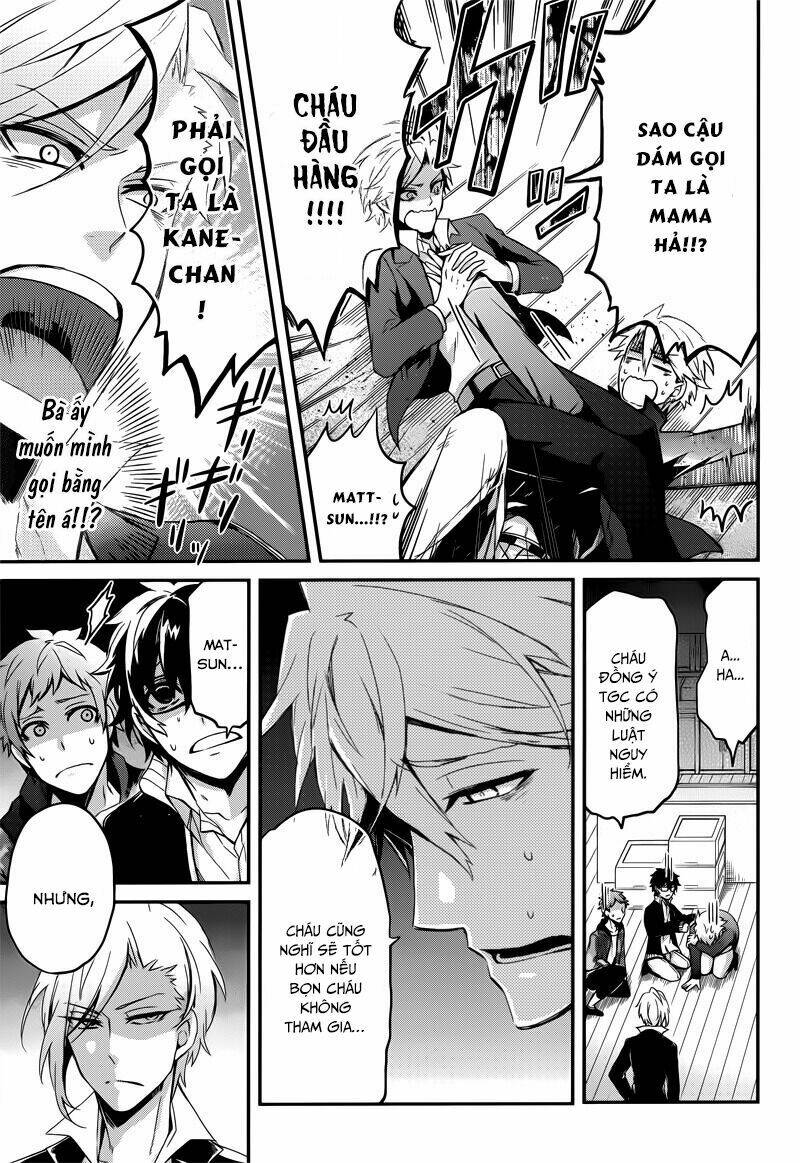 SAO CẬU
DÁM GỌI
TA LÀ
MAMA
HẢ!!?
CHÁU
ĐẦU
HÀNG
!!!!
MATT-
SUN...!!?
PHẢI
GỌI
TA LÀ
KANE-
CHAN
!
Bà ấy
muốn mình
gọi bằng
tên á!!?
A...
HA...
CHÁU
ĐỒNG Ý
TGC CÓ
NHỮNG
LUẬT
NGUY
HIỂM.
CHÁU CŨNG
NGHĨ SẼ TỐT
HƠN NẾU
BỌN CHÁU
KHÔNG
THAM GIA...
MAT-
SUN...
NHƯNG,